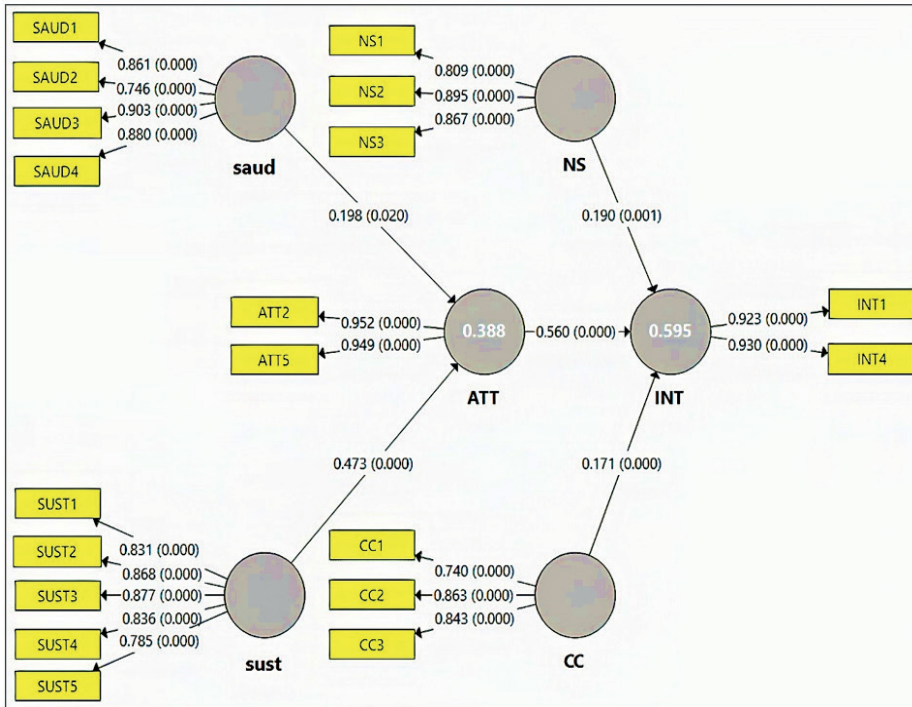 SAUD1
0.861 (0.000)
SAUD2
0.746 (0.000)
SAUD3
0.903 (0.000)
0.880 (0.000)
SAUD4
saud
NS1
0.809 (0.000)
NS2
0.895 (0.000)
0.867 (0.000)
NS3
NS
0.198 (0.020)
0.190 (0.001)
ATT2
0.952 (0.000)
0.949 (0.000)
ATT5
0.388
ATT
0.560 (0.000)
0.595
INT
0.923 (0.000)
INT1
0.930 (0.000)
INT4
0.473 (0.000)
0.171 (0.000)
SUST1
0.831 (0.000)
SUST2
0.868 (0.000)
SUST3
0.877 (0.000)
0.836 (0.000)
SUST4
0.785 (0.000)
SUST5
sust
CC1
0.740 (0.000)
CC2
0.863 (0.000)
0.843 (0.000)
CC3
CC